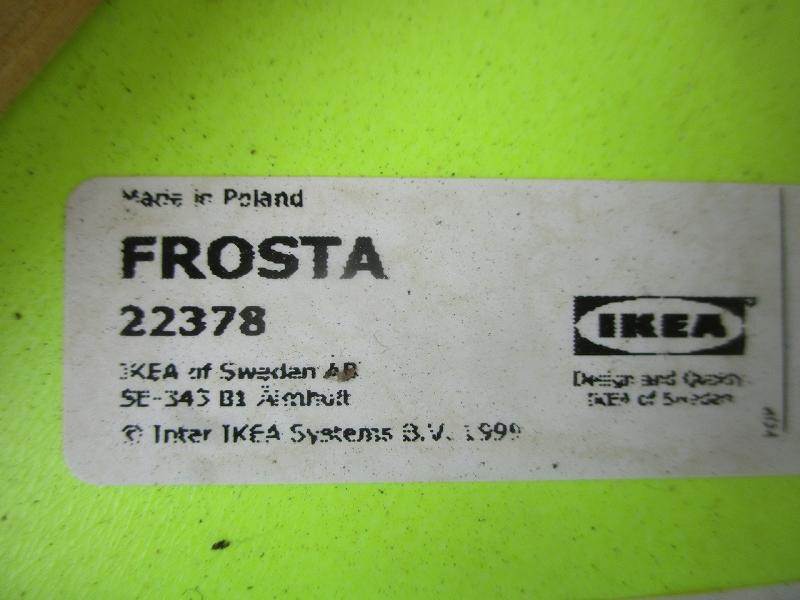 Made in Poland
FROSTA
22378
IKEA of Sweden AB
SE-343 81 Älmhult
© Inter IKEA Systems B.V. 1999
IKEA®
Design and Quality
IKEA of Sweden